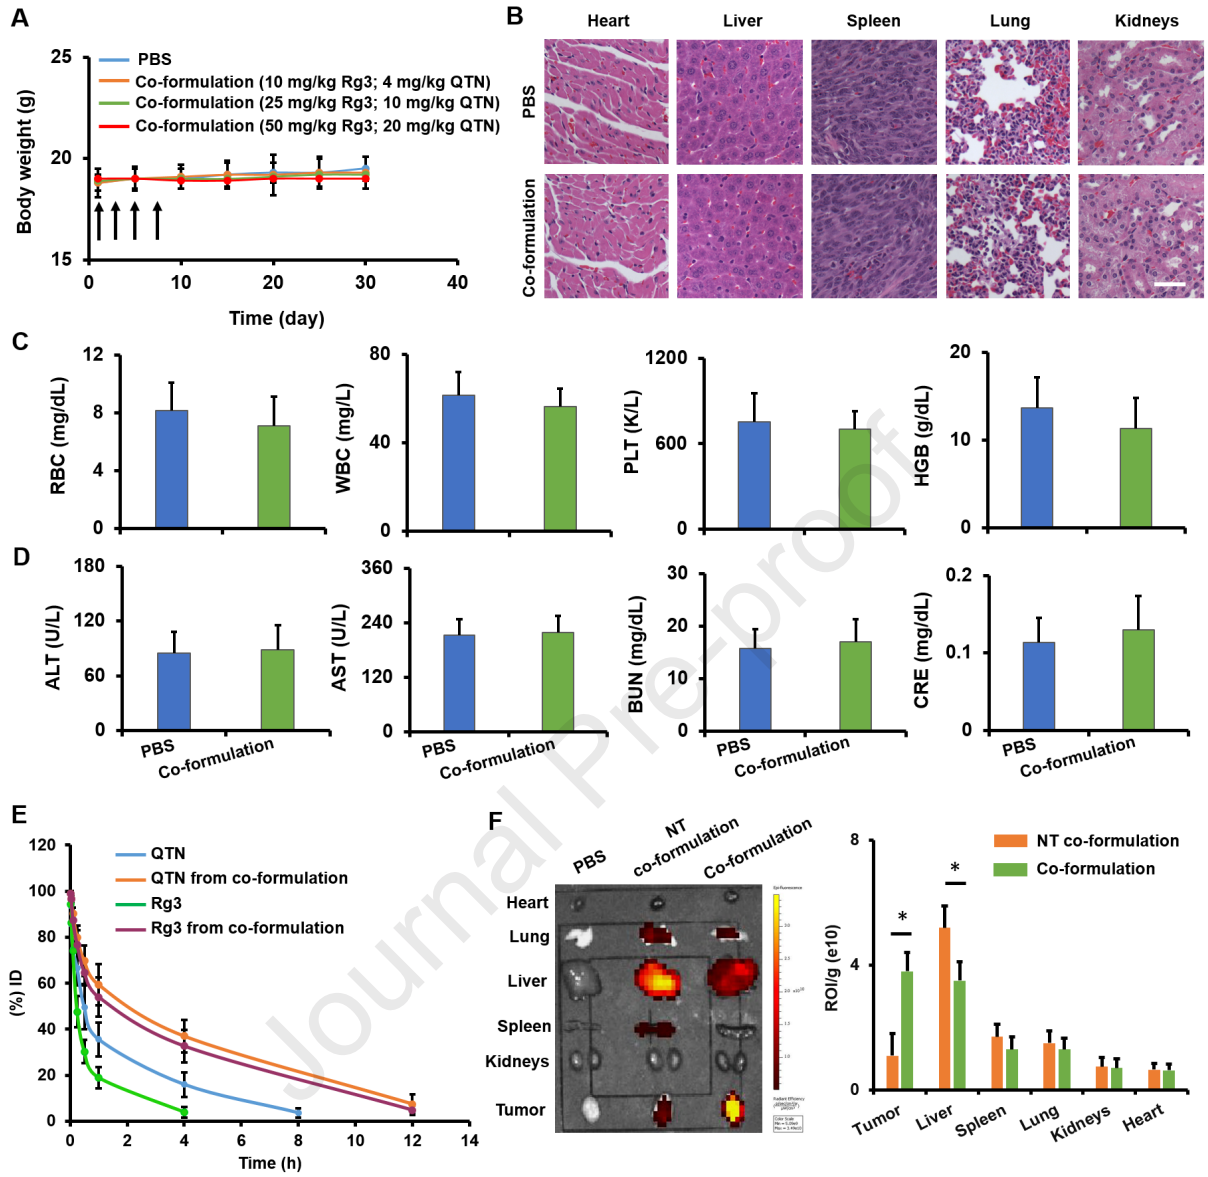 A
25
20
15
Body weight (g)
PBS
Co-formulation (10 mg/kg Rg3; 4 mg/kg QTN)
Co-formulation (25 mg/kg Rg3; 10 mg/kg QTN)
Co-formulation (50 mg/kg Rg3; 20 mg/kg QTN)
0 10 20 30 40
Time (day)
B
Heart Liver Spleen Lung Kidneys
PBS
Co-formulation
C
RBC (mg/dL)
12
8
4
0
WBC (mg/L)
80
40
0
PLT (K/L)
1200
600
0
HGB (g/dL)
20
10
0
D
ALT (U/L)
180
120
60
0
PBS
Co-formulation
AST (U/L)
360
240
120
0
PBS
Co-formulation
BUN (mg/dL)
30
20
10
0
PBS
Co-formulation
CRE (mg/dL)
0.2
0.1
0
PBS
Co-formulation
E
(%) ID
120
100
80
60
40
20
0
QTN
QTN from co-formulation
Rg3
Rg3 from co-formulation
0 2 4 6 8 10 12 14
Time (h)
F
PBS
NT
co-formulation
Co-formulation
Heart
Lung
Liver
Spleen
Kidneys
Tumor
Epi-fluorescence
Radiant Efficiency
Color Scale
ROI/g (e10)
8
4
0
NT co-formulation
Co-formulation
*
*
Tumor
Liver
Spleen
Lung
Kidneys
Heart
Journal Pre-proof